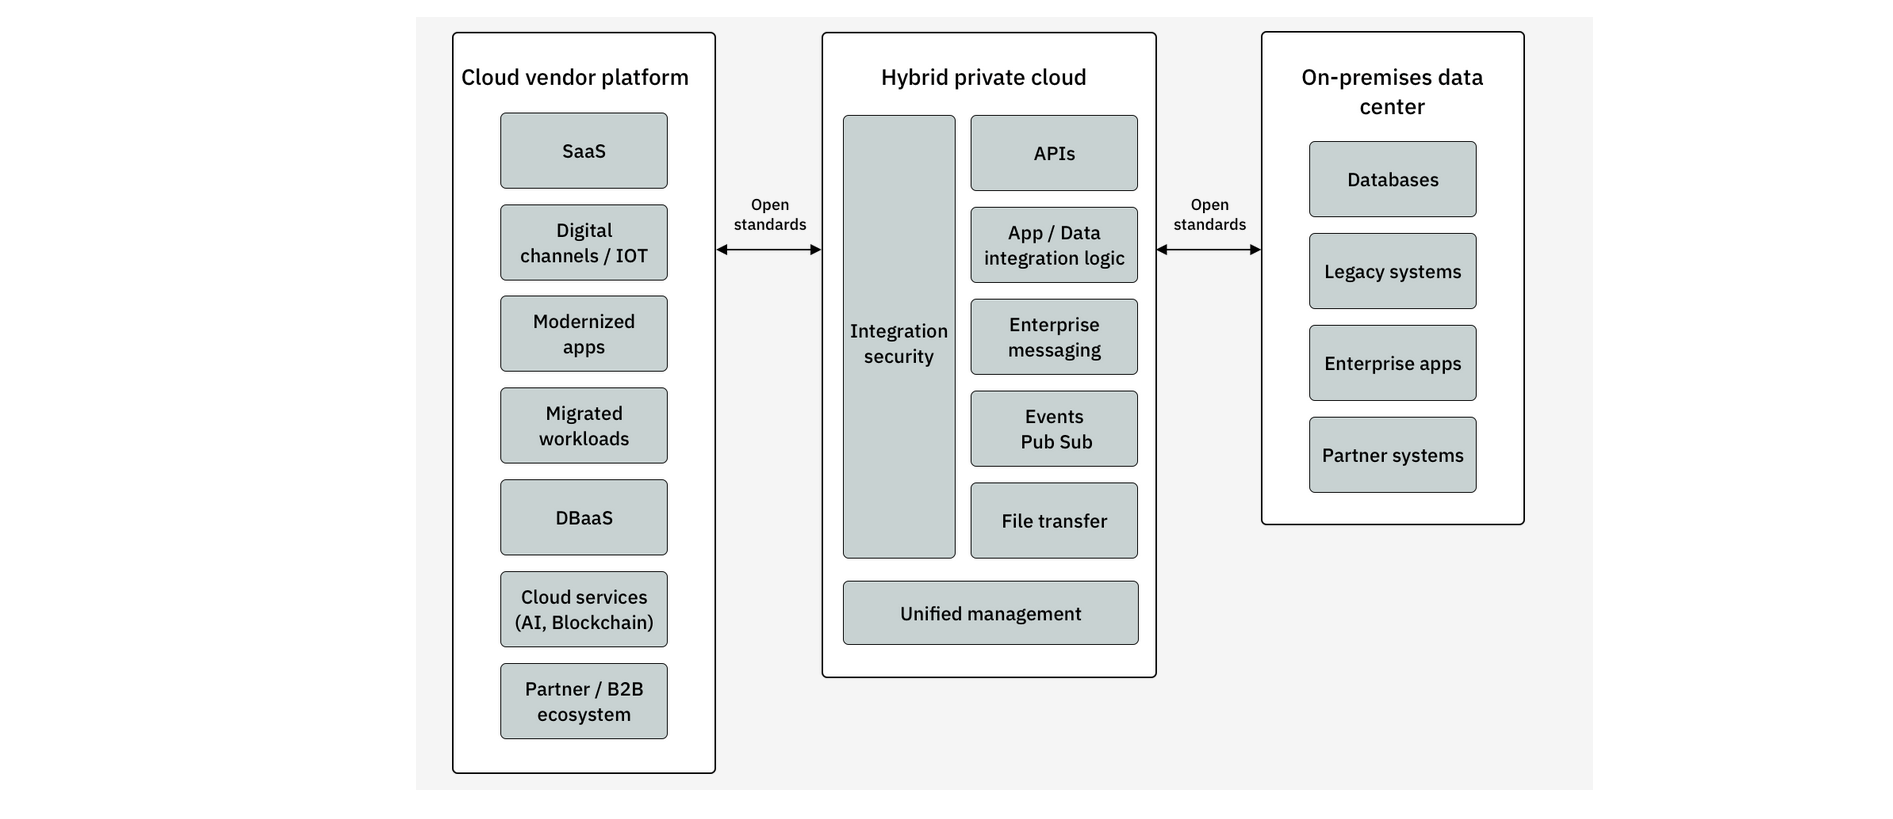 Cloud vendor platform
SaaS
Digital
channels / IOT
Modernized
apps
Migrated
workloads
DBaaS
Cloud services
(AI, Blockchain)
Partner / B2B
ecosystem
Open
standards
Hybrid private cloud
Integration
security
APIs
App / Data
integration logic
Enterprise
messaging
Events
Pub Sub
File transfer
Unified management
Open
standards
On-premises data
center
Databases
Legacy systems
Enterprise apps
Partner systems